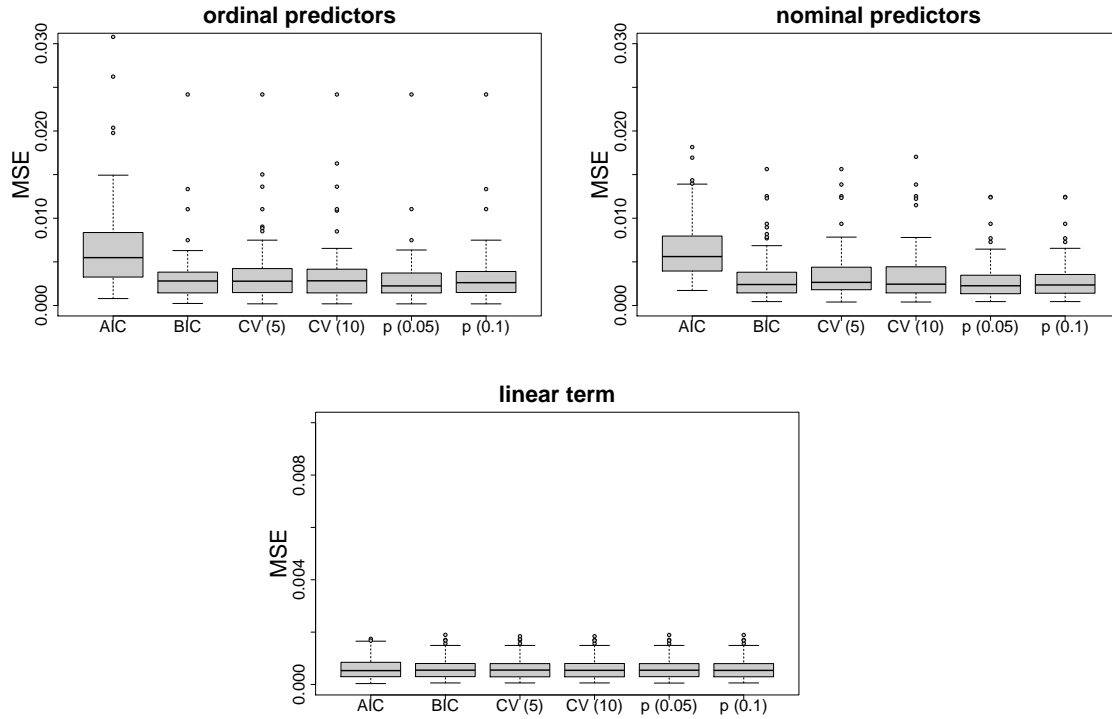 ordinal predictors
MSE
0.030
0.020
0.010
0.000
AIC BIC CV (5) CV (10) p (0.05) p (0.1)
nominal predictors
MSE
0.030
0.020
0.010
0.000
AIC BIC CV (5) CV (10) p (0.05) p (0.1)
linear term
MSE
0.008
0.004
0.000
AIC BIC CV (5) CV (10) p (0.05) p (0.1)